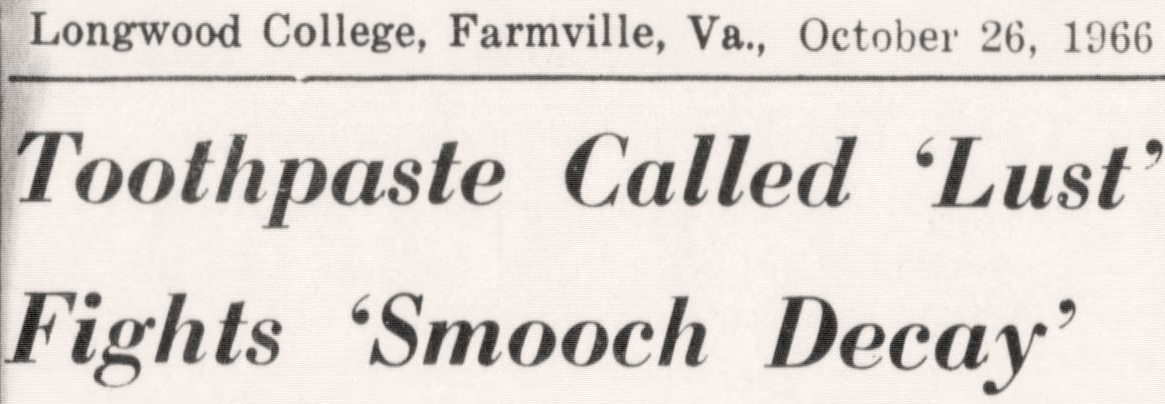 Longwood College, Farmville, Va., October 26, 1966
Toothpaste Called ‘Lust’
Fights ‘Smooch Decay’